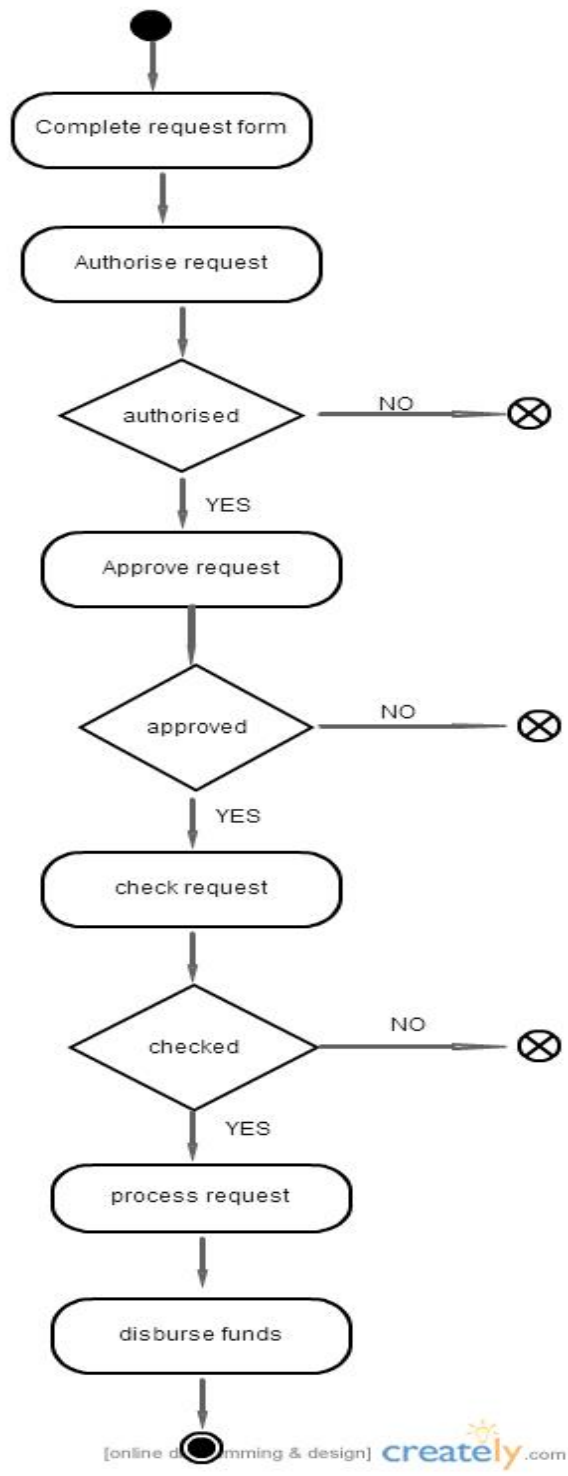 Complete request form
Authorise request
authorised
NO
YES
Approve request
approved
NO
YES
check request
checked
NO
YES
process request
disburse funds
[online d mming & design] creately.com